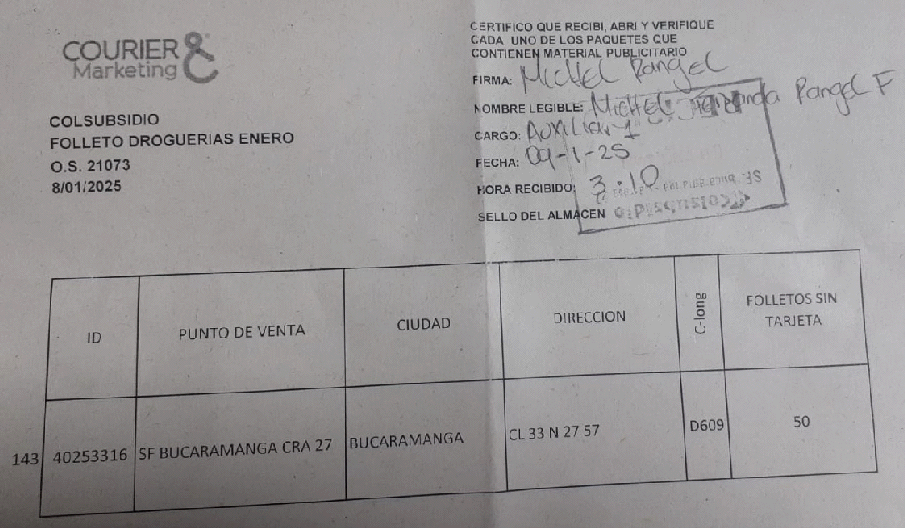 COURIER &
Marketing
COLSUBSIDIO
FOLLETO DROGUERIAS ENERO
O.S. 21073
8/01/2025
CERTIFICO QUE RECIBI, ABRI Y VERIFIQUE
CADA UNO DE LOS PAQUETES QUE
CONTIENEN MATERIAL PUBLICITARIO
FIRMA: Michel Rangel
NOMBRE LEGIBLE: Michel Rangel F
CARGO: Auxiliar 1
FECHA: 09-1-25
HORA RECIBIDO: 3:10
SELLO DEL ALMACEN Colsubsidio
ID PUNTO DE VENTA CIUDAD DIRECCION C-long FOLLETOS SIN TARJETA
143 40253316 SF BUCARAMANGA CRA 27 BUCARAMANGA CL 33 N 27 57 D609 50